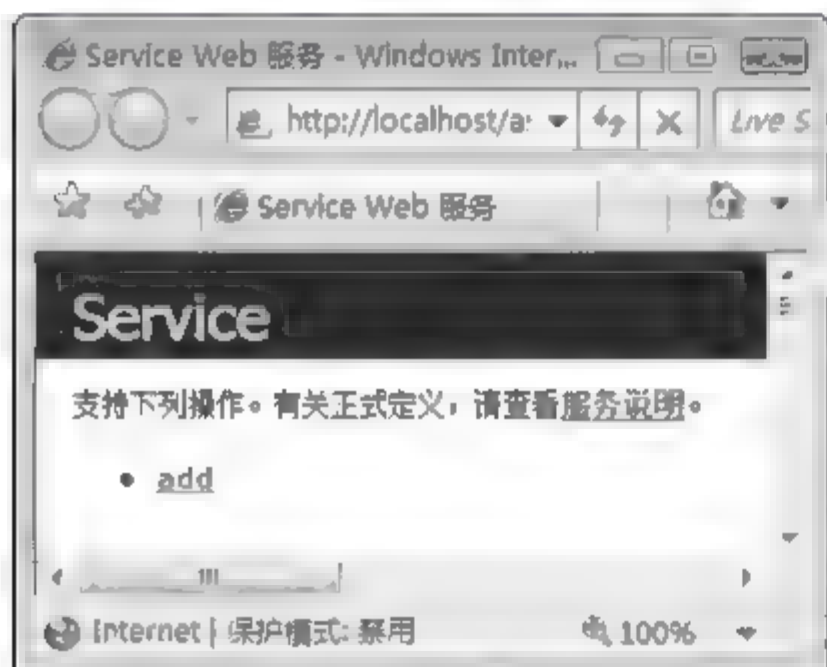 Service Web 服务 - Windows Inter...
http://localhost/a
Live S
Service Web 服务
Service
支持下列操作。有关正式定义，请查看服务说明。
• add
Internet | 保护模式: 禁用
100%